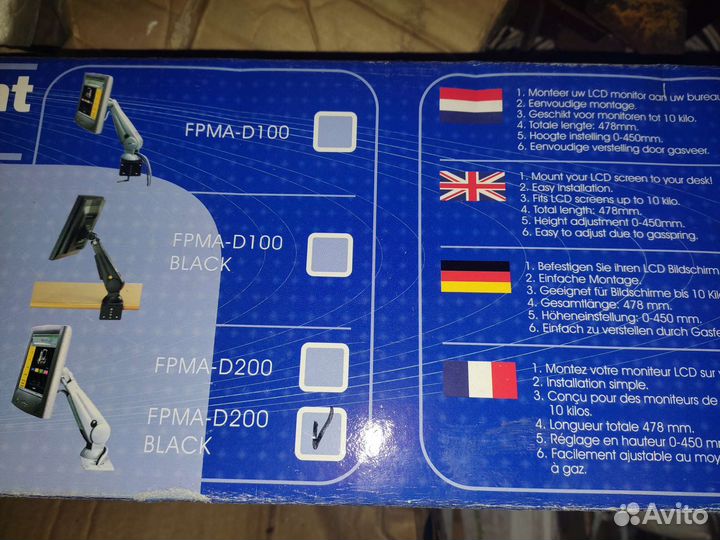 nt
FPMA-D100
FPMA-D100
BLACK
FPMA-D200
FPMA-D200
BLACK
1. Monteer uw LCD monitor aan uw bureau
2. Eenvoudige montage.
3. Geschikt voor monitoren tot 10 kilo.
4. Totale lengte: 478mm.
5. Hoogte instelling 0-450mm.
6. Eenvoudige verstelling door gasveer.
1. Mount your LCD screen to your desk!
2. Easy installation.
3. Fits LCD screens up to 10 kilo.
4. Total length: 478mm.
5. Height adjustment 0-450mm.
6. Easy to adjust due to gasspring.
1. Befestigen Sie Ihren LCD Bildschirm
2. Einfache Montage.
3. Geeignet für Bildschirme bis 10 Kil
4. Gesamtlänge: 478 mm.
5. Höheneinstellung: 0-450 mm.
6. Einfach zu verstellen durch Gasfe
1. Montez votre moniteur LCD sur v
2. Installation simple.
3. Conçu pour des moniteurs de
10 kilos.
4. Longueur totale 478 mm.
5. Réglage en hauteur 0-450 mm
6. Facilement ajustable au moy
à gaz.
Avito